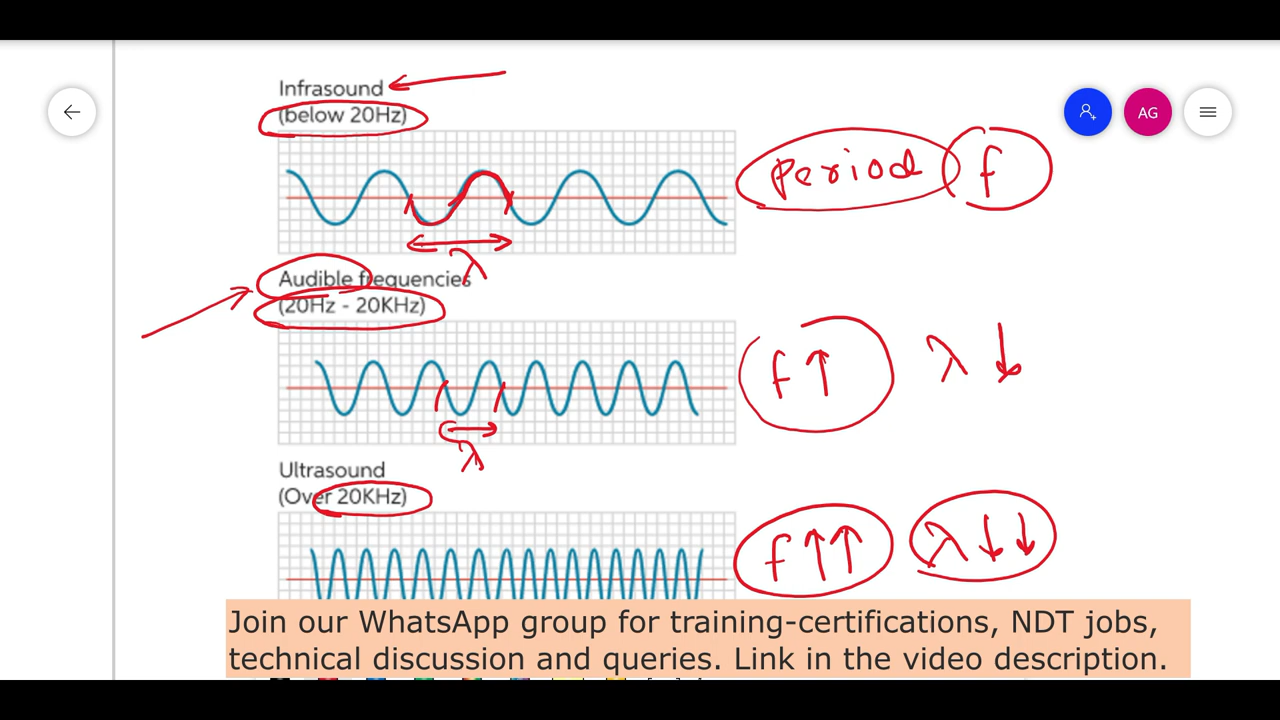 Infrasound
(below 20Hz)
AG
Period f
λ
Audible frequencies
(20Hz - 20KHz)
f↑ λ↓
λ
Ultrasound
(Over 20KHz)
f↑↑ λ↓↓
Join our WhatsApp group for training-certifications, NDT jobs,
technical discussion and queries. Link in the video description.